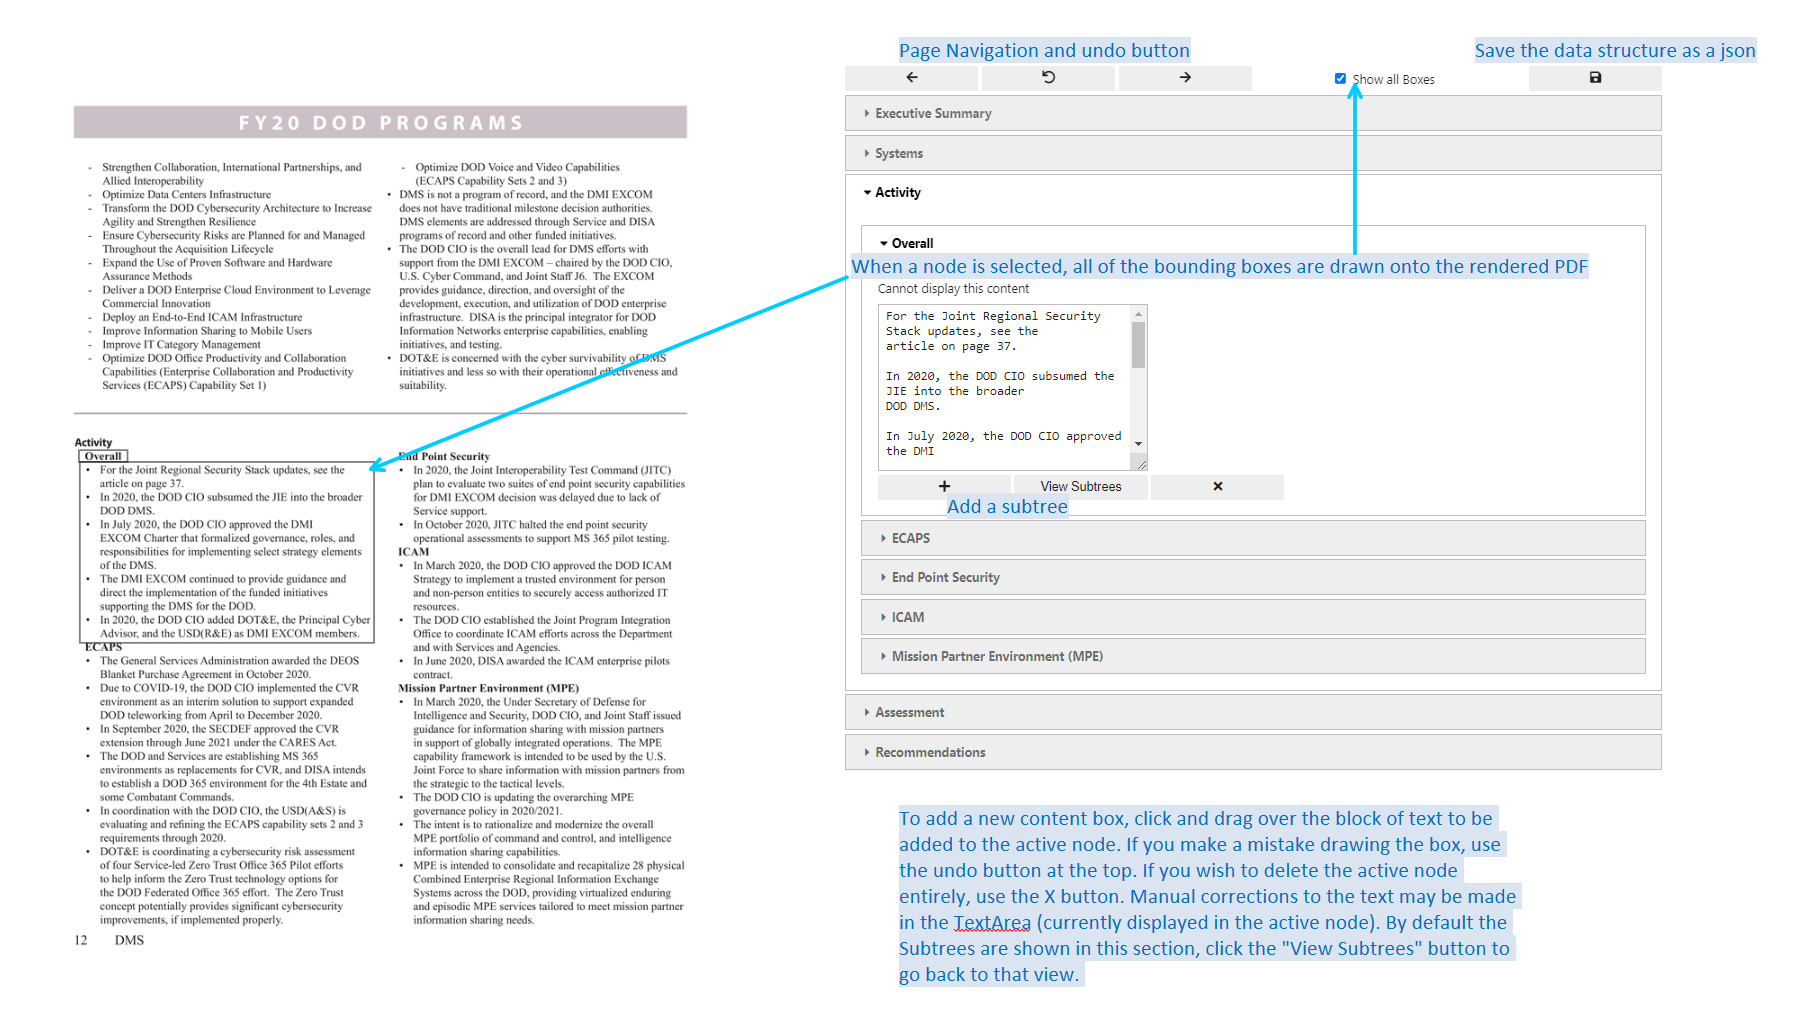 Page Navigation and undo button
Save the data structure as a json
Show all Boxes
FY20 DOD PROGRAMS
- Strengthen Collaboration, International Partnerships, and
Allied Interoperability
- Optimize Data Centers Infrastructure
- Transform the DOD Cybersecurity Architecture to Increase
Agility and Strengthen Resilience
- Ensure Cybersecurity Risks are Planned for and Managed
Throughout the Acquisition Lifecycle
- Expand the Use of Proven Software and Hardware
Assurance Methods
- Deliver a DOD Enterprise Cloud Environment to Leverage
Commercial Innovation
- Deploy an End-to-End ICAM Infrastructure
- Improve Information Sharing to Mobile Users
- Improve IT Category Management
- Optimize DOD Office Productivity and Collaboration
Capabilities (Enterprise Collaboration and Productivity
Services (ECAPS) Capability Set 1)
- Optimize DOD Voice and Video Capabilities
(ECAPS Capability Sets 2 and 3)
• DMS is not a program of record, and the DMI EXCOM
does not have traditional milestone decision authorities.
DMS elements are addressed through Service and DISA
programs of record and other funded initiatives.
• The DOD CIO is the overall lead for DMS efforts with
support from the DMI EXCOM – chaired by the DOD CIO,
U.S. Cyber Command, and Joint Staff J6. The EXCOM
provides guidance, direction, and oversight of the
development, execution, and utilization of DOD enterprise
infrastructure. DISA is the principal integrator for DOD
Information Networks enterprise capabilities, enabling
initiatives, and testing.
• DOT&E is concerned with the cyber survivability of DMS
initiatives and less so with their operational effectiveness and
suitability.
Activity
Overall
• For the Joint Regional Security Stack updates, see the
article on page 37.
• In 2020, the DOD CIO subsumed the JIE into the broader
DOD DMS.
• In July 2020, the DOD CIO approved the DMI
EXCOM Charter that formalized governance, roles, and
responsibilities for implementing select strategy elements
of the DMS.
• The DMI EXCOM continued to provide guidance and
direct the implementation of the funded initiatives
supporting the DMS for the DOD.
• In 2020, the DOD CIO added DOT&E, the Principal Cyber
Advisor, and the USD(R&E) as DMI EXCOM members.
ECAPS
• The General Services Administration awarded the DEOS
Blanket Purchase Agreement in October 2020.
• Due to COVID-19, the DOD CIO implemented the CVR
environment as an interim solution to support expanded
DOD teleworking from April to December 2020.
• In September 2020, the SECDEF approved the CVR
extension through June 2021 under the CARES Act.
• The DOD and Services are establishing MS 365
environments as replacements for CVR, and DISA intends
to establish a DOD 365 environment for the 4th Estate and
some Combatant Commands.
• In coordination with the DOD CIO, the USD(A&S) is
evaluating and refining the ECAPS capability sets 2 and 3
requirements through 2020.
• DOT&E is coordinating a cybersecurity risk assessment
of four Service-led Zero Trust Office 365 Pilot efforts
to help inform the Zero Trust technology options for
the DOD Federated Office 365 effort. The Zero Trust
concept potentially provides significant cybersecurity
improvements, if implemented properly.
End Point Security
• In 2020, the Joint Interoperability Test Command (JITC)
plan to evaluate two suites of end point security capabilities
for DMI EXCOM decision was delayed due to lack of
Service support.
• In October 2020, JITC halted the end point security
operational assessments to support MS 365 pilot testing.
ICAM
• In March 2020, the DOD CIO approved the DOD ICAM
Strategy to implement a trusted environment for person
and non-person entities to securely access authorized IT
resources.
• The DOD CIO established the Joint Program Integration
Office to coordinate ICAM efforts across the Department
and with Services and Agencies.
• In June 2020, DISA awarded the ICAM enterprise pilots
contract.
Mission Partner Environment (MPE)
• In March 2020, the Under Secretary of Defense for
Intelligence and Security, DOD CIO, and Joint Staff issued
guidance for information sharing with mission partners
in support of globally integrated operations. The MPE
capability framework is intended to be used by the U.S.
Joint Force to share information with mission partners from
the strategic to the tactical levels.
• The DOD CIO is updating the overarching MPE
governance policy in 2020/2021.
• The intent is to rationalize and modernize the overall
MPE portfolio of command and control, and intelligence
information sharing capabilities.
• MPE is intended to consolidate and recapitalize 28 physical
Combined Enterprise Regional Information Exchange
Systems across the DOD, providing virtualized enduring
and episodic MPE services tailored to meet mission partner
information sharing needs.
12 DMS
Executive Summary
Systems
Activity
Overall
When a node is selected, all of the bounding boxes are drawn onto the rendered PDF
Cannot display this content
For the Joint Regional Security
Stack updates, see the
article on page 37.
In 2020, the DOD CIO subsumed the
JIE into the broader
DOD DMS.
In July 2020, the DOD CIO approved
the DMI
View Subtrees
Add a subtree
ECAPS
End Point Security
ICAM
Mission Partner Environment (MPE)
Assessment
Recommendations
To add a new content box, click and drag over the block of text to be
added to the active node. If you make a mistake drawing the box, use
the undo button at the top. If you wish to delete the active node
entirely, use the X button. Manual corrections to the text may be made
in the TextArea (currently displayed in the active node). By default the
Subtrees are shown in this section, click the "View Subtrees" button to
go back to that view.